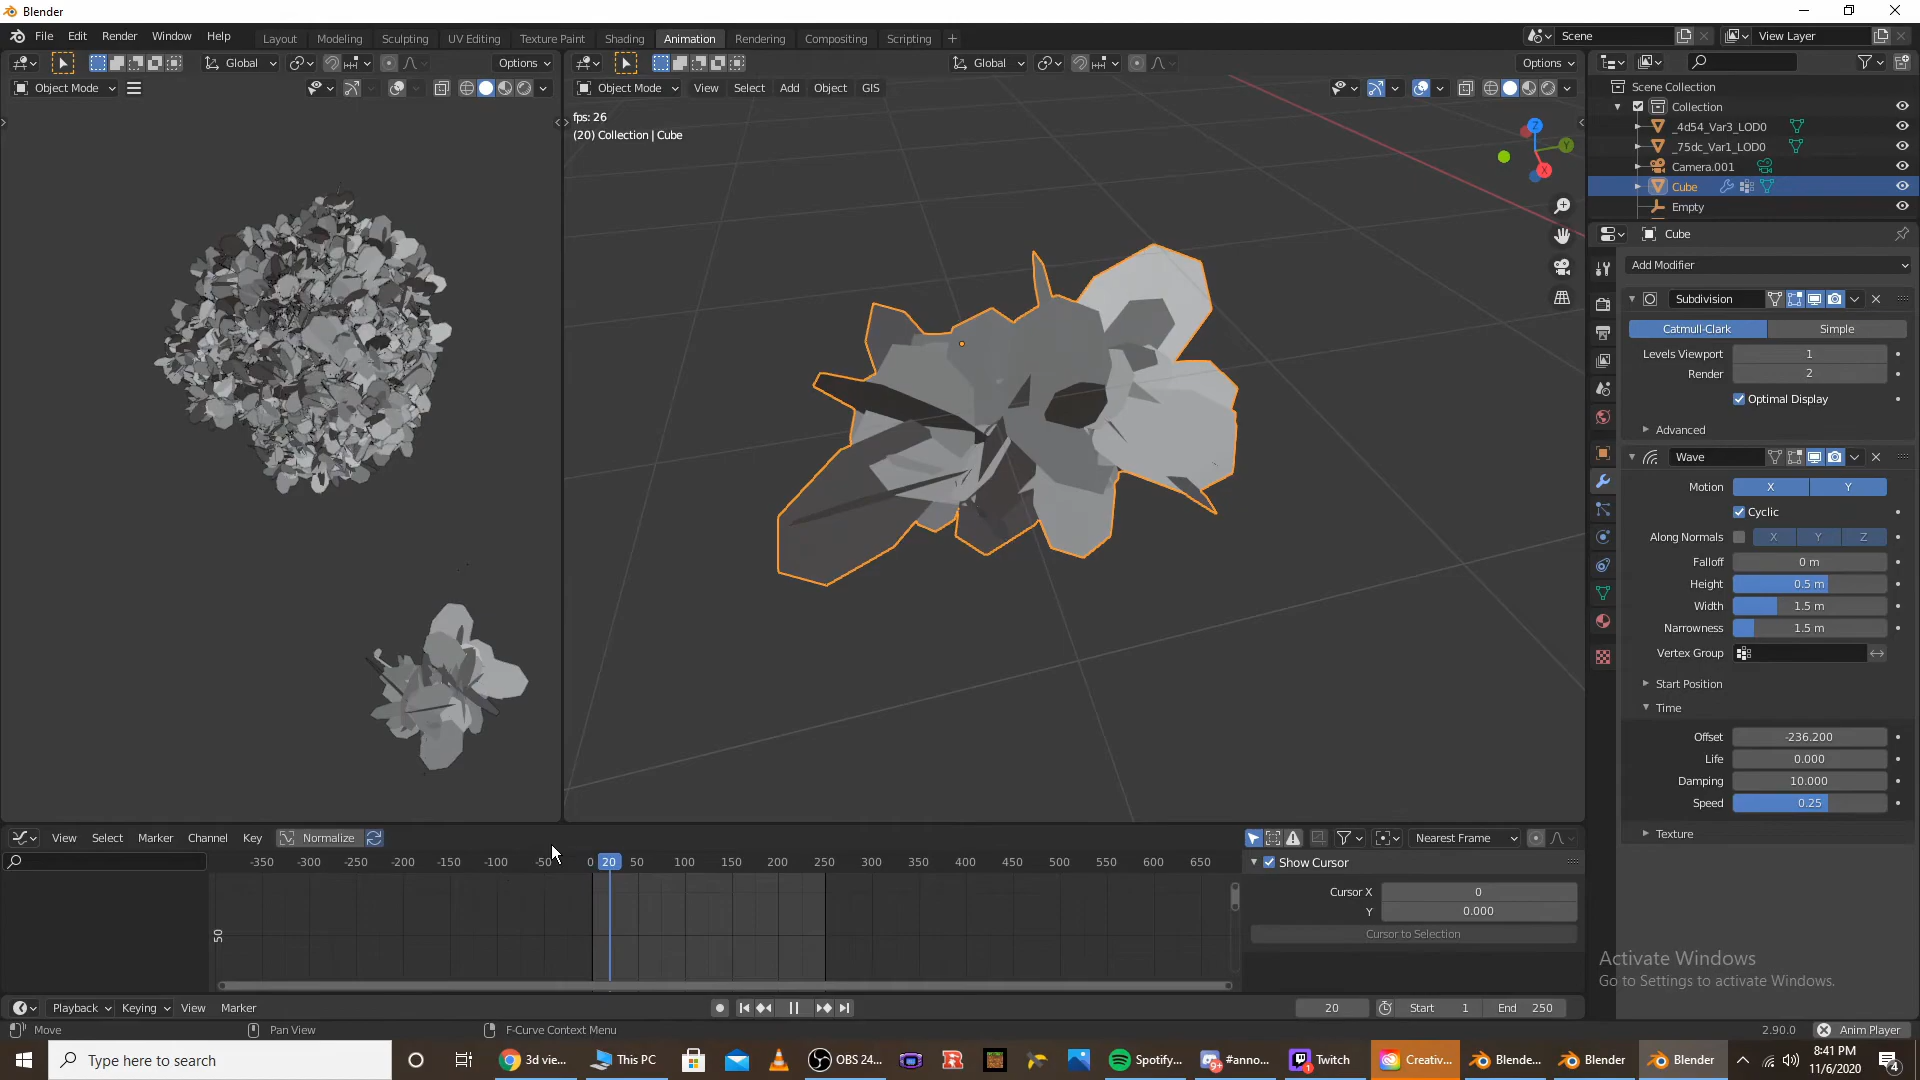 Blender
File Edit Render Window Help
Layout Modeling Sculpting UV Editing Texture Paint Shading Animation Rendering Compositing Scripting
Scene
View Layer
Global
Options
Global
Options
Object Mode
Object Mode View Select Add Object GIS
fps: 26
(20) Collection | Cube
Z
Y
X
Scene Collection
Collection
_4d54_Var3_LOD0
_75dc_Var1_LOD0
Camera.001
Cube
Empty
Cube
Add Modifier
Subdivision
Catmull-Clark Simple
Levels Viewport 1
Render 2
Optimal Display
Advanced
Wave
Motion X Y
Cyclic
Along Normals X Y Z
Falloff 0 m
Height 0.5 m
Width 1.5 m
Narrowness 1.5 m
Vertex Group
Start Position
Time
Offset -236.200
Life 0.000
Damping 10.000
Speed 0.25
Texture
View Select Marker Channel Key Normalize
Nearest Frame
-350 -300 -250 -200 -150 -100 -50 0 20 50 100 150 200 250 300 350 400 450 500 550 600 650
50
Show Cursor
Cursor X 0
Y 0.000
Cursor to Selection
Activate Windows
Go to Settings to activate Windows.
Playback Keying View Marker
20 Start 1 End 250
Move Pan View F-Curve Context Menu
2.90.0 Anim Player
Type here to search
3d vie...
This PC
OBS 24...
Spotify...
#anno...
Twitch
Creativ...
Blende...
Blender
Blender
8:41 PM
11/6/2020
4